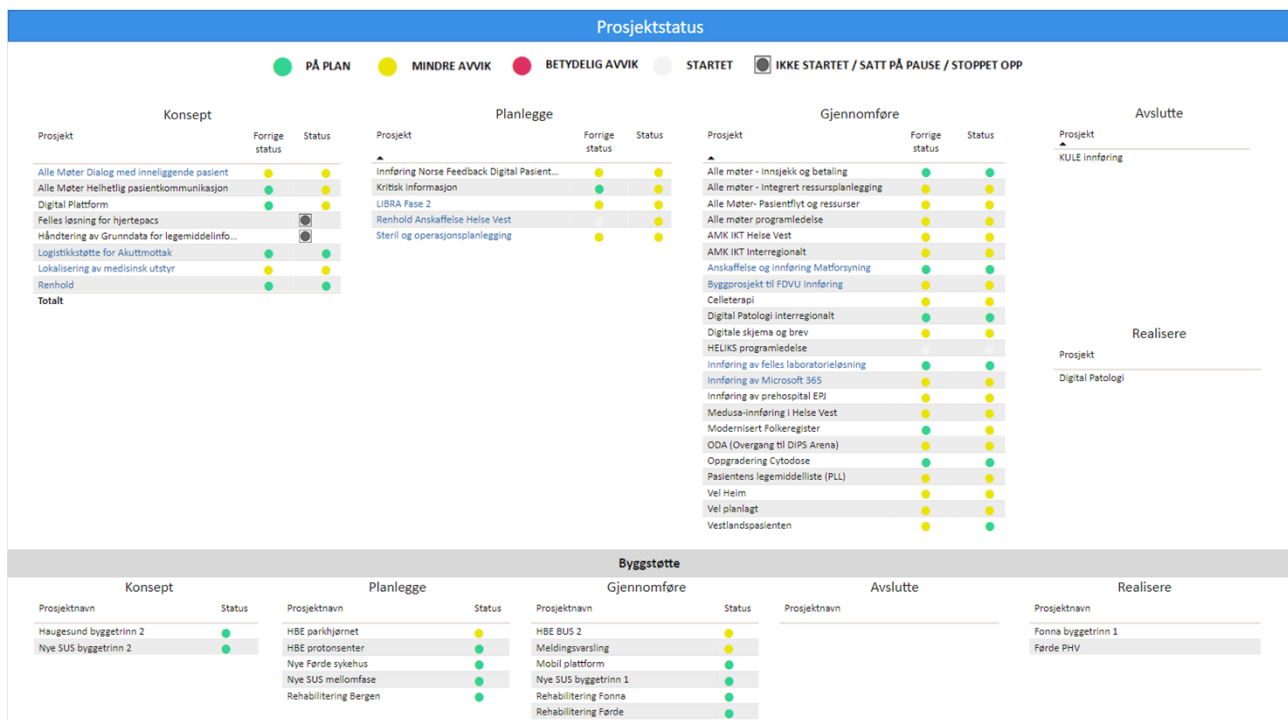 Prosjektstatus
PÅ PLAN MINDRE AVVIK BETYDELIG AVVIK STARTET IKKE STARTET / SATT PÅ PAUSE / STOPPET OPP
Konsept
Prosjekt Forrige status Status
Alle Møter Dialog med inneliggende pasient
Alle Møter Helhetlig pasientkommunikasjon
Digital Plattform
Felles løsning for hjertepacs
Håndtering av Grunndata for legemiddelinfo...
Logistikkstøtte for Akuttmottak
Lokalisering av medisinsk utstyr
Renhold
Totalt
Planlegge
Prosjekt Forrige status Status
Innføring Norse Feedback Digital Pasient...
Kritisk informasjon
LIBRA Fase 2
Renhold Anskaffelse Helse Vest
Steril og operasjonsplanlegging
Gjennomføre
Prosjekt Forrige status Status
Alle møter - Innsjekk og betaling
Alle møter - Integrert ressursplanlegging
Alle Møter- Pasientflyt og ressurser
Alle møter programledelse
AMK IKT Helse Vest
AMK IKT Interregionalt
Anskaffelse og innføring Matforsyning
Byggprosjekt til FDVU Innføring
Celleterapi
Digital Patologi interregionalt
Digitale skjema og brev
HELIKS programledelse
Innføring av felles laboratorieløsning
Innføring av Microsoft 365
Innføring av prehospital EPJ
Medusa-innføring i Helse Vest
Modernisert Folkeregister
ODA (Overgang til DIPS Arena)
Oppgradering Cytodose
Pasientens legemiddelliste (PLL)
Vel Heim
Vel planlagt
Vestlandspasienten
Avslutte
Prosjekt
KULE innføring
Realisere
Prosjekt
Digital Patologi
Byggstøtte
Konsept
Prosjektnavn Status
Haugesund byggetrinn 2
Nye SUS byggetrinn 2
Planlegge
Prosjektnavn Status
HBE parkhjørnet
HBE protonsenter
Nye Førde sykehus
Nye SUS mellomfase
Rehabilitering Bergen
Gjennomføre
Prosjektnavn Status
HBE BUS 2
Meldingsvarsling
Mobil plattform
Nye SUS byggetrinn 1
Rehabilitering Fonna
Rehabilitering Førde
Avslutte
Prosjektnavn
Realisere
Prosjektnavn
Fonna byggetrinn 1
Førde PHV